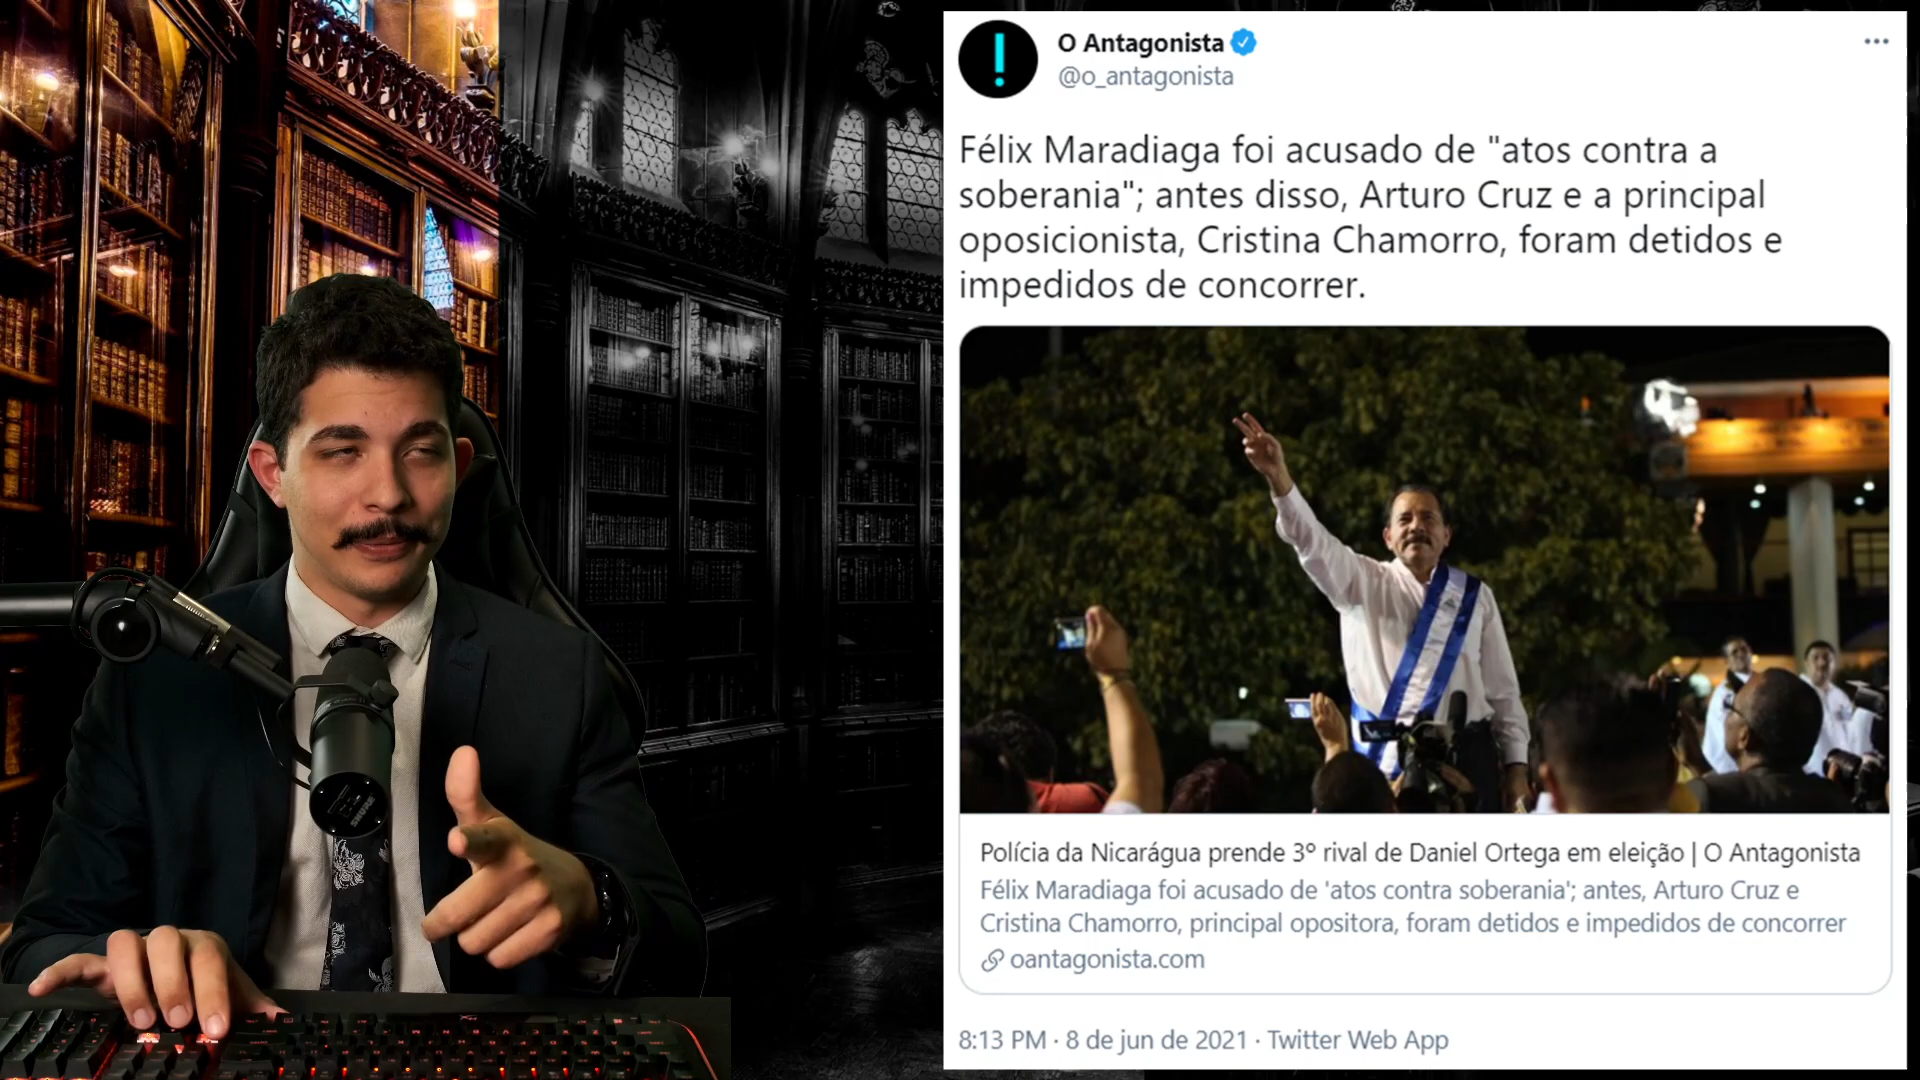 O Antagonista
@o_antagonista
Félix Maradiaga foi acusado de "atos contra a
soberania"; antes disso, Arturo Cruz e a principal
oposicionista, Cristina Chamorro, foram detidos e
impedidos de concorrer.
Polícia da Nicarágua prende 3º rival de Daniel Ortega em eleição | O Antagonista
Félix Maradiaga foi acusado de 'atos contra soberania'; antes, Arturo Cruz e
Cristina Chamorro, principal opositora, foram detidos e impedidos de concorrer
oantagonista.com
8:13 PM · 8 de jun de 2021 · Twitter Web App
SHURE